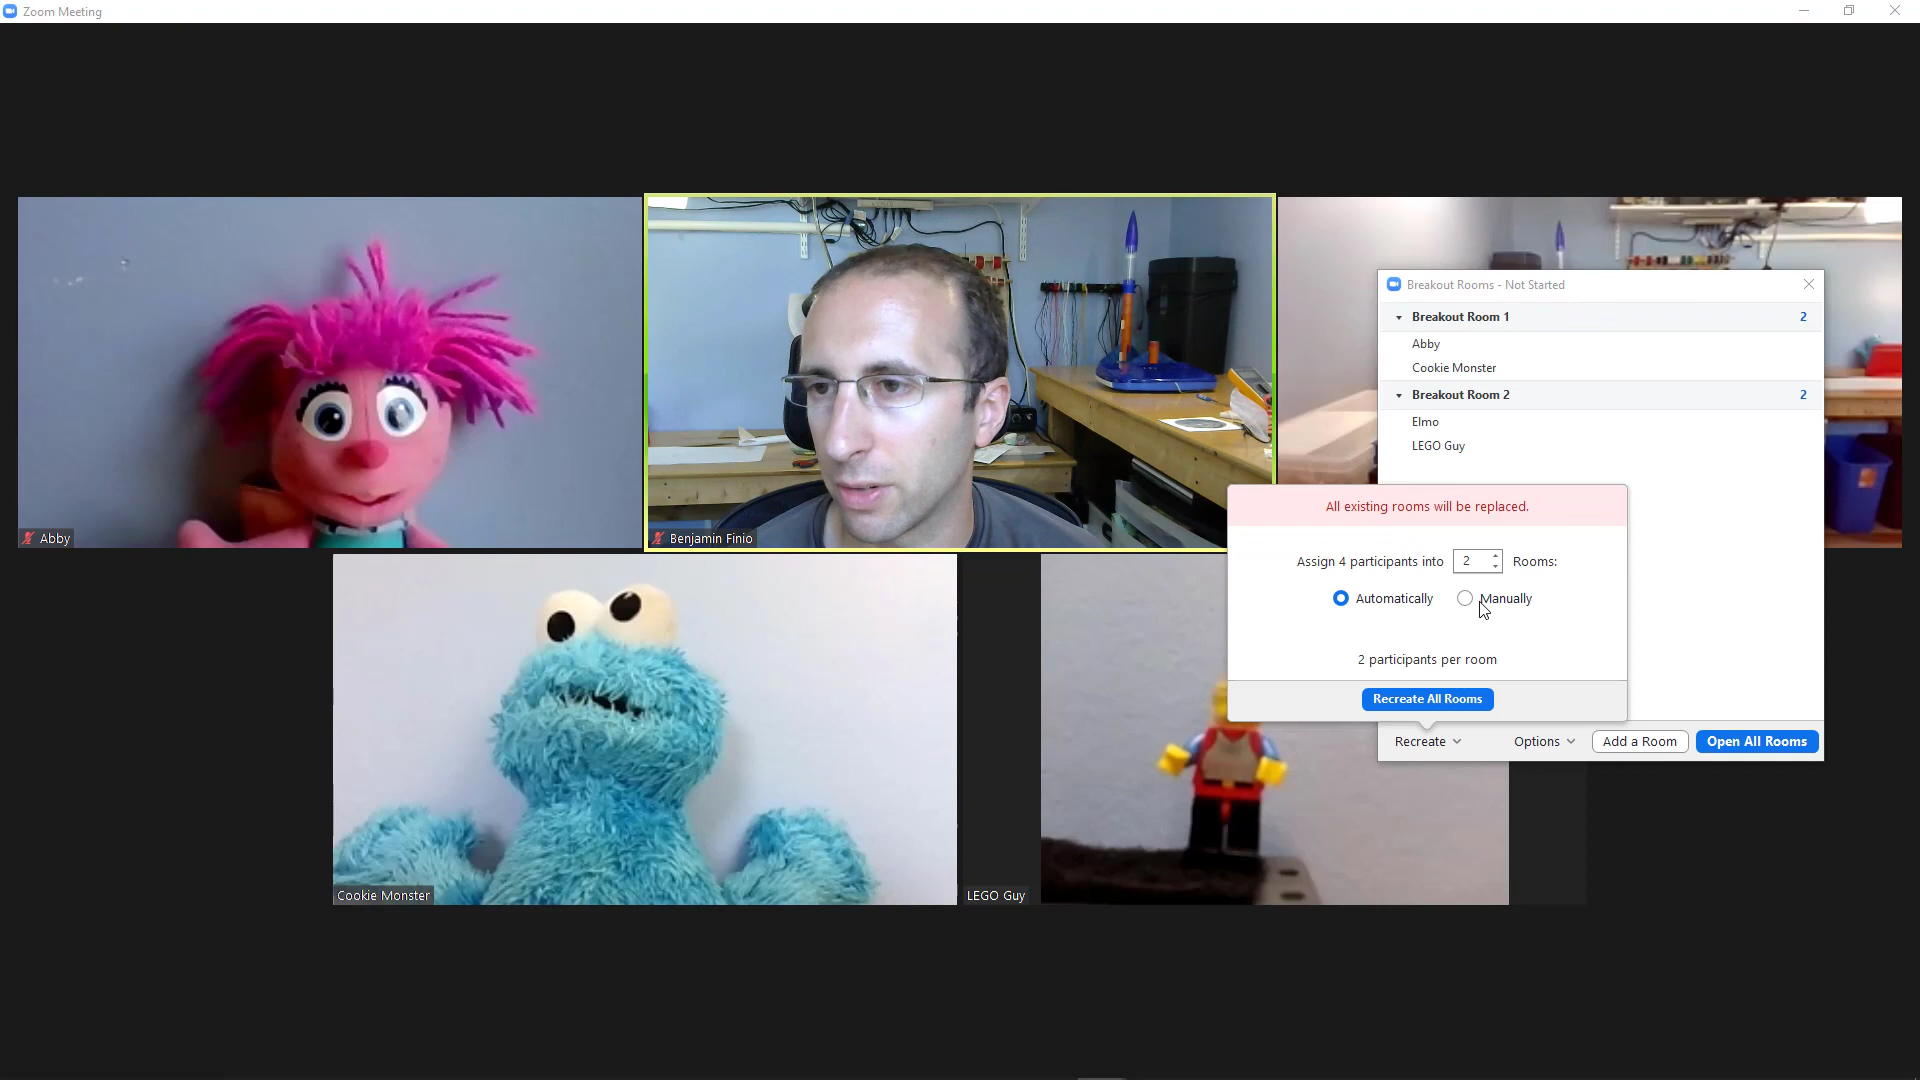 Zoom Meeting
Abby
Benjamin Finio
Cookie Monster
LEGO Guy
Breakout Rooms - Not Started
Breakout Room 1 2
Abby
Cookie Monster
Breakout Room 2 2
Elmo
LEGO Guy
All existing rooms will be replaced.
Assign 4 participants into 2 Rooms:
Automatically Manually
2 participants per room
Recreate All Rooms
Recreate Options Add a Room Open All Rooms